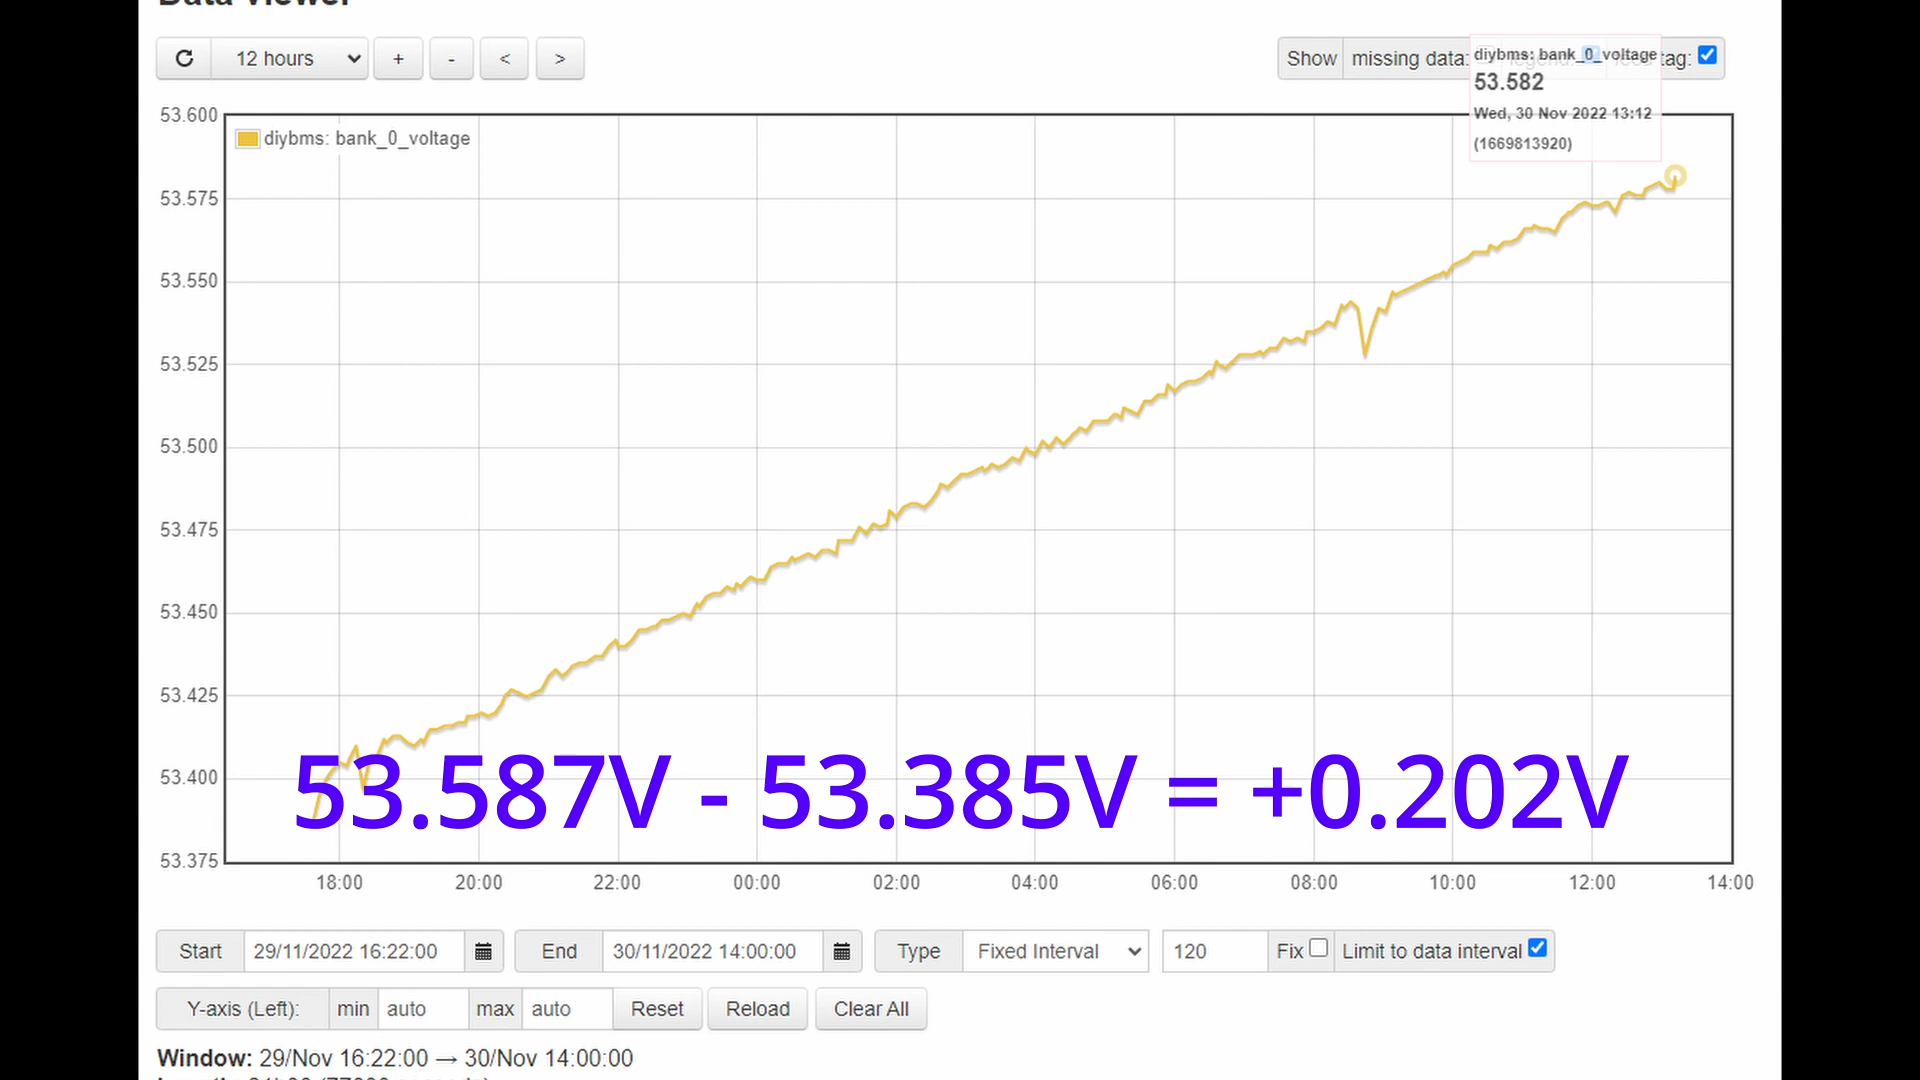 Data viewer
12 hours + - < >
Show missing data: tag:
diybms: bank_0_voltage
53.582
Wed, 30 Nov 2022 13:12
(1669813920)
diybms: bank_0_voltage
53.600
53.575
53.550
53.525
53.500
53.475
53.450
53.425
53.400
53.375
53.587V - 53.385V = +0.202V
18:00 20:00 22:00 00:00 02:00 04:00 06:00 08:00 10:00 12:00 14:00
Start 29/11/2022 16:22:00 End 30/11/2022 14:00:00 Type Fixed Interval 120 Fix Limit to data interval
Y-axis (Left): min auto max auto Reset Reload Clear All
Window: 29/Nov 16:22:00 → 30/Nov 14:00:00